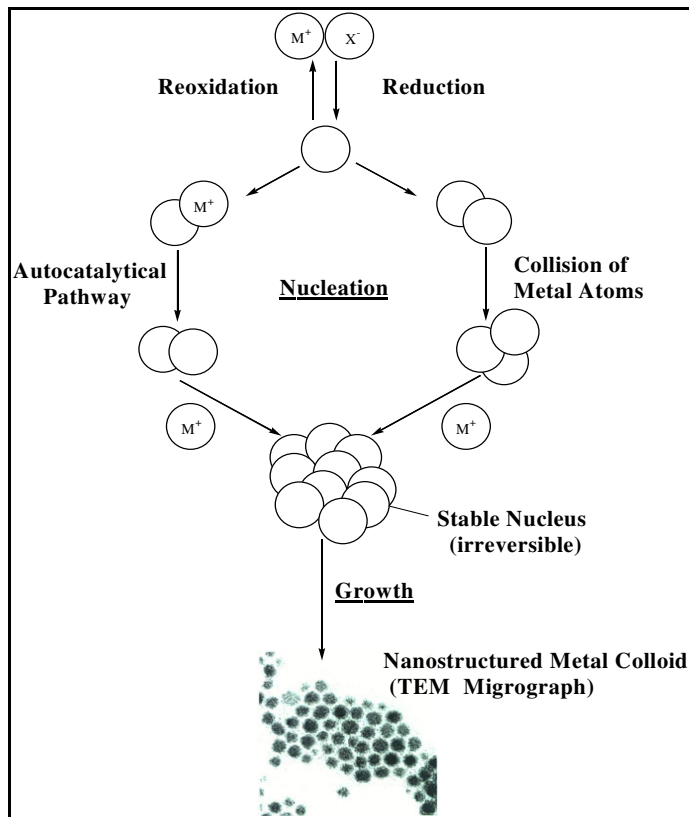 M+ X-
Reoxidation Reduction
M+
Autocatalytical
Pathway
Nucleation
Collision of
Metal Atoms
M+ M+
Stable Nucleus
(irreversible)
Growth
Nanostructured Metal Colloid
(TEM Migrograph)